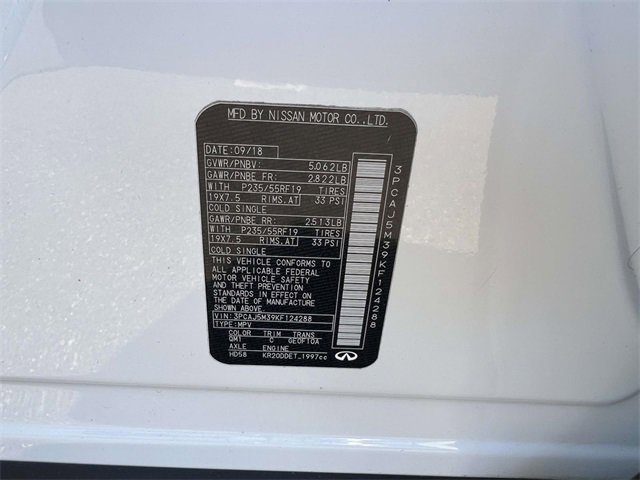 MFD BY NISSAN MOTOR CO.,LTD.
DATE:09/18
GVWR/PNBV: 5,062LB
GAWR/PNBE FR: 2,822LB
WITH P235/55RF19 TIRES
19X7.5 RIMS.AT 33 PSI
COLD SINGLE
GAWR/PNBE RR: 2,513LB
WITH P235/55RF19 TIRES
19X7.5 RIMS.AT 33 PSI
COLD SINGLE
THIS VEHICLE CONFORMS TO
ALL APPLICABLE FEDERAL
MOTOR VEHICLE SAFETY
AND THEFT PREVENTION
STANDARDS IN EFFECT ON
THE DATE OF MANUFACTURE
SHOWN ABOVE.
VIN: 3PCAJ5M39KF124288
TYPE: MPV
COLOR TRIM TRANS
QM1 C GE0F10A
AXLE ENGINE
HD58 KR20DDET 1997cc
3PCAJ5M39KF124288